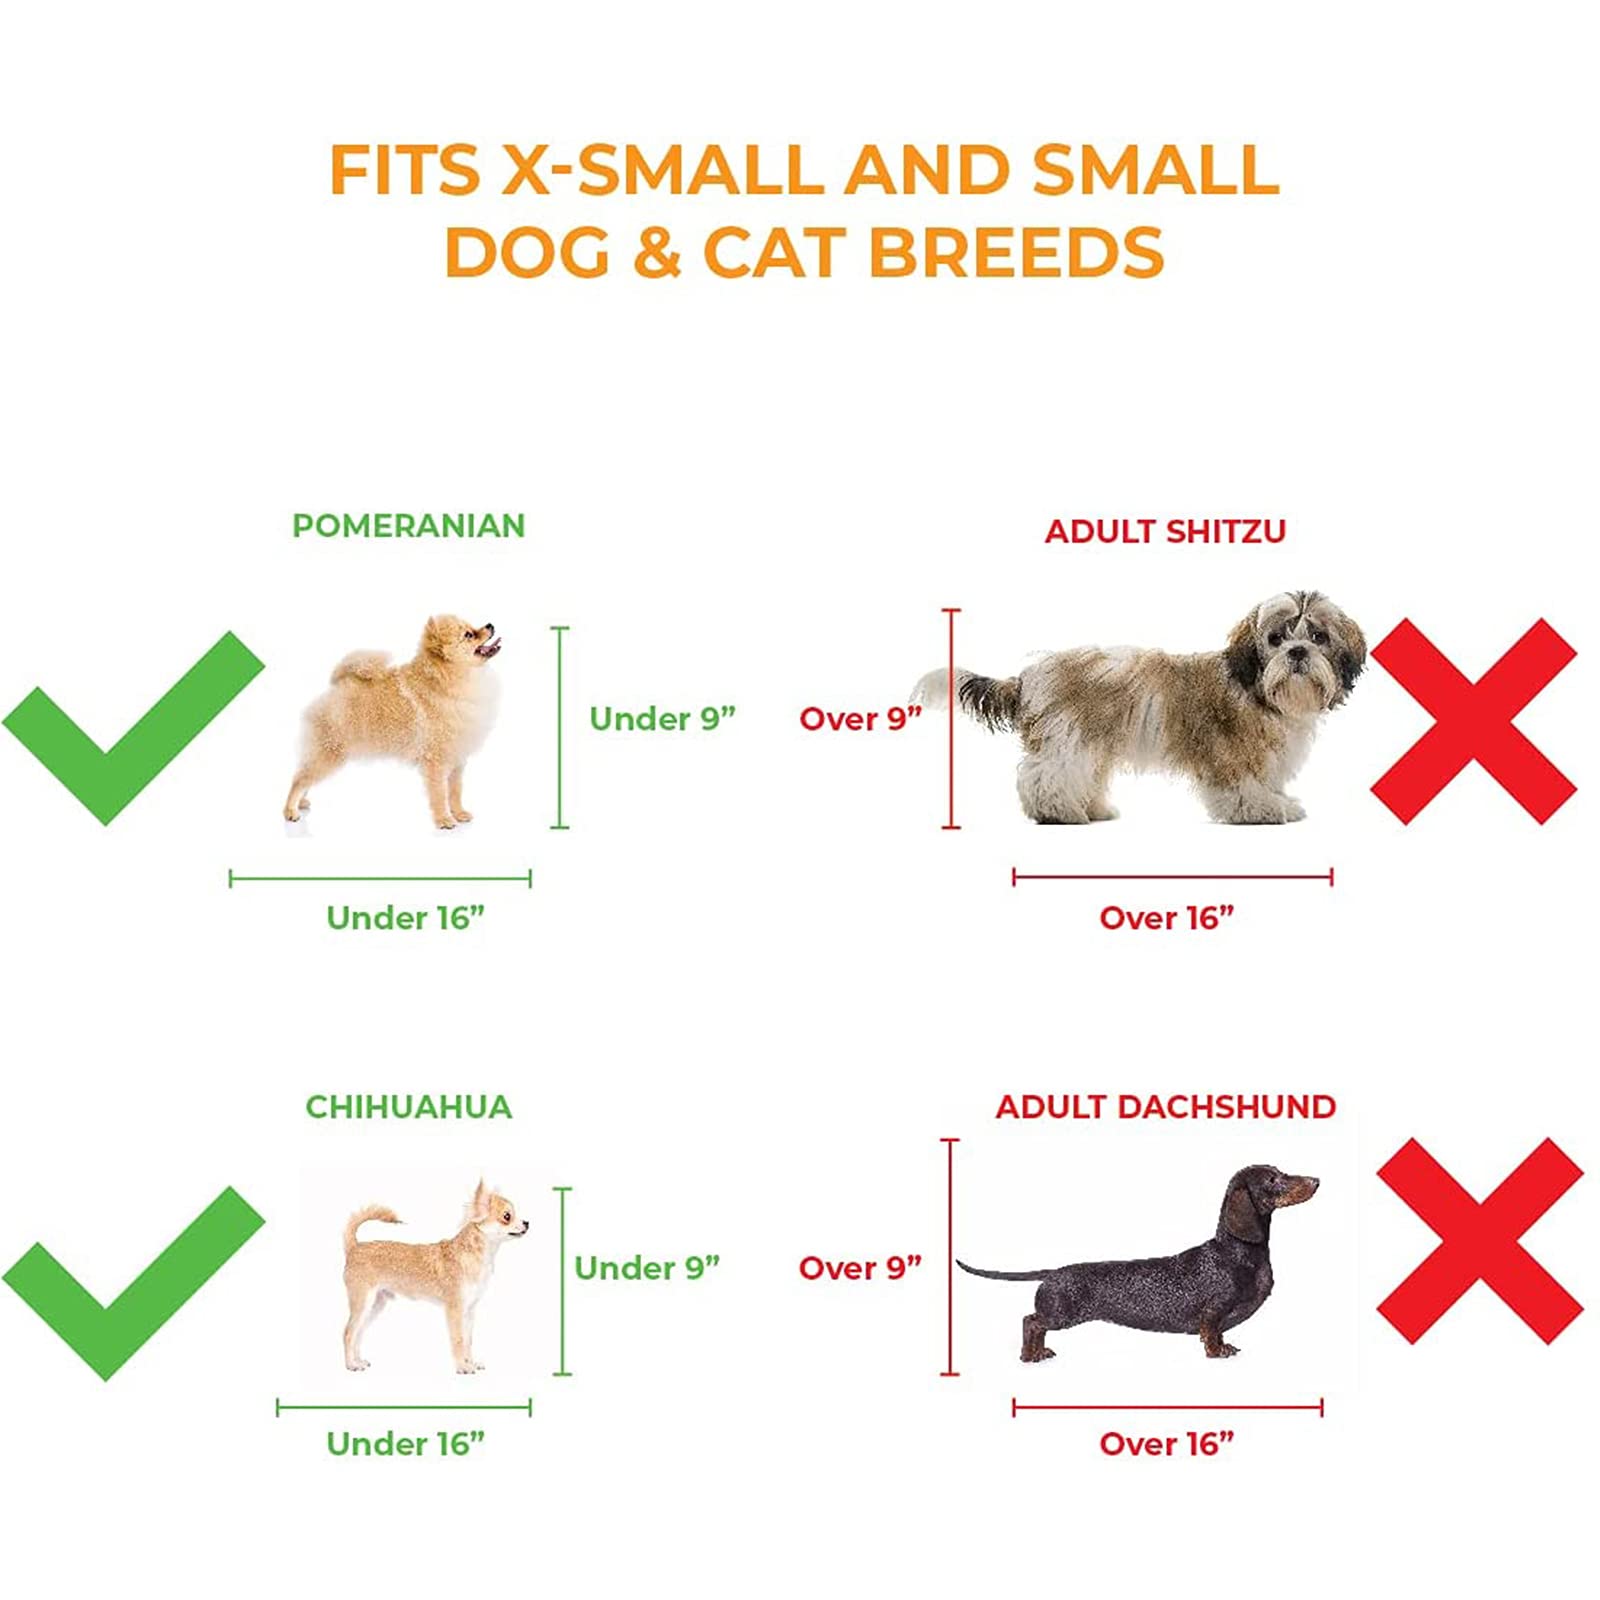 FITS X-SMALL AND SMALL
DOG & CAT BREEDS
POMERANIAN
Under 9”
Under 16”
ADULT SHITZU
Over 9”
Over 16”
CHIHUAHUA
Under 9”
Under 16”
ADULT DACHSHUND
Over 9”
Over 16”